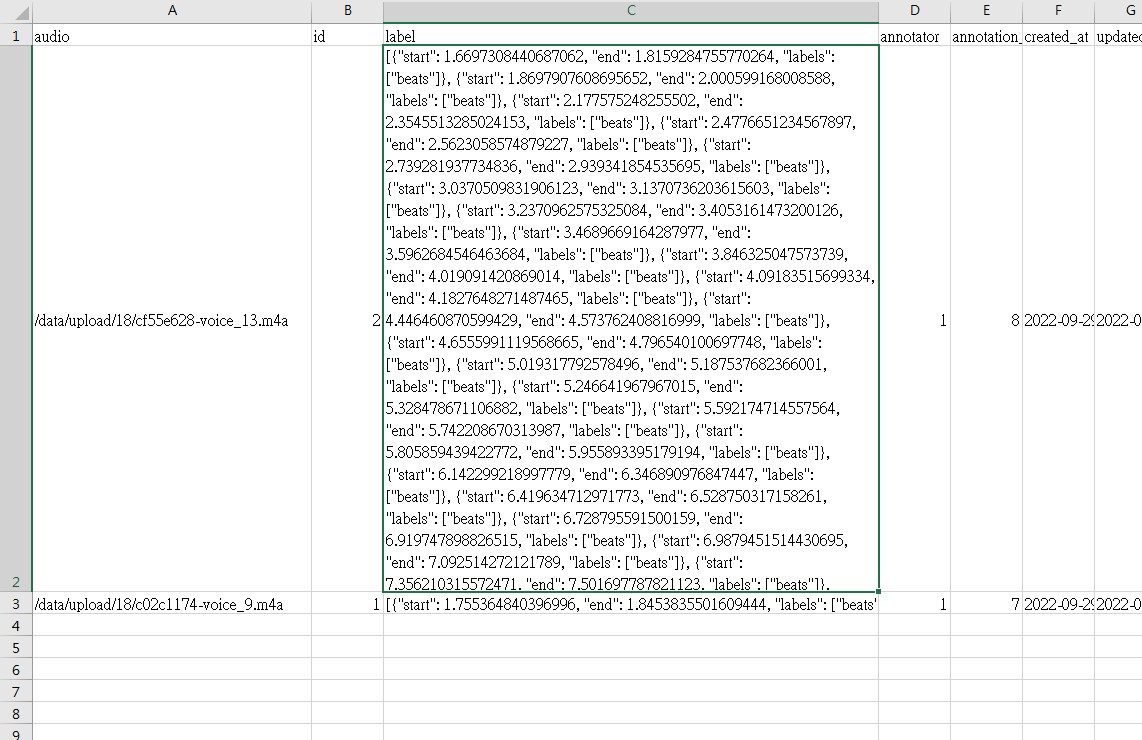 A B C D E F G
1 audio id label annotator annotation_ created_at updated
[{"start": 1.6697308440687062, "end": 1.8159284755770264, "labels":
["beats"]}, {"start": 1.8697907608695652, "end": 2.000599168008588,
"labels": ["beats"]}, {"start": 2.177575248255502, "end":
2.3545513285024153, "labels": ["beats"]}, {"start": 2.4776651234567897,
"end": 2.5623058574879227, "labels": ["beats"]}, {"start":
2.739281937734836, "end": 2.939341854535695, "labels": ["beats"]},
{"start": 3.0370509831906123, "end": 3.1370736203615603, "labels":
["beats"]}, {"start": 3.2370962575325084, "end": 3.4053161473200126,
"labels": ["beats"]}, {"start": 3.4689669164287977, "end":
3.5962684546463684, "labels": ["beats"]}, {"start": 3.846325047573739,
"end": 4.019091420869014, "labels": ["beats"]}, {"start": 4.09183515699334,
"end": 4.1827648271487465, "labels": ["beats"]}, {"start":
/data/upload/18/cf55e628-voice_13.m4a 2 4.446460870599429, "end": 4.573762408816999, "labels": ["beats"]}, 1 8 2022-09-29 2022-0
{"start": 4.6555991119568665, "end": 4.796540100697748, "labels":
["beats"]}, {"start": 5.019317792578496, "end": 5.187537682366001,
"labels": ["beats"]}, {"start": 5.246641967967015, "end":
5.328478671106882, "labels": ["beats"]}, {"start": 5.592174714557564,
"end": 5.742208670313987, "labels": ["beats"]}, {"start":
5.805859439422772, "end": 5.955893395179194, "labels": ["beats"]},
{"start": 6.142299218997779, "end": 6.346890976847447, "labels":
["beats"]}, {"start": 6.419634712971773, "end": 6.528750317158261,
"labels": ["beats"]}, {"start": 6.728795591500159, "end":
6.919747898826515, "labels": ["beats"]}, {"start": 6.9879451514430695,
"end": 7.092514272121789, "labels": ["beats"]}, {"start":
2 7.356210315572471, "end": 7.501697787821123, "labels": ["beats"]},
3 /data/upload/18/c02c1174-voice_9.m4a 1 [{"start": 1.755364840396996, "end": 1.8453835501609444, "labels": ["beats" 1 7 2022-09-29 2022-0
4
5
6
7
8
9